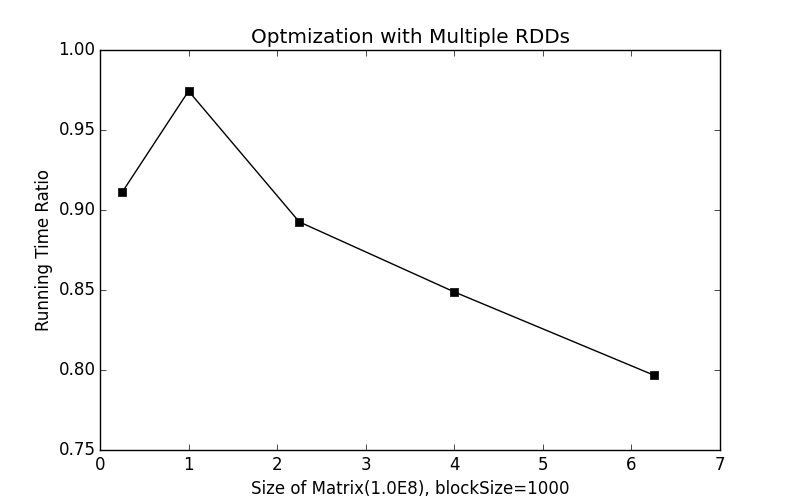 Optmization with Multiple RDDs
1.00
0.95
0.90
0.85
0.80
0.75
Running Time Ratio
0 1 2 3 4 5 6 7
Size of Matrix(1.0E8), blockSize=1000